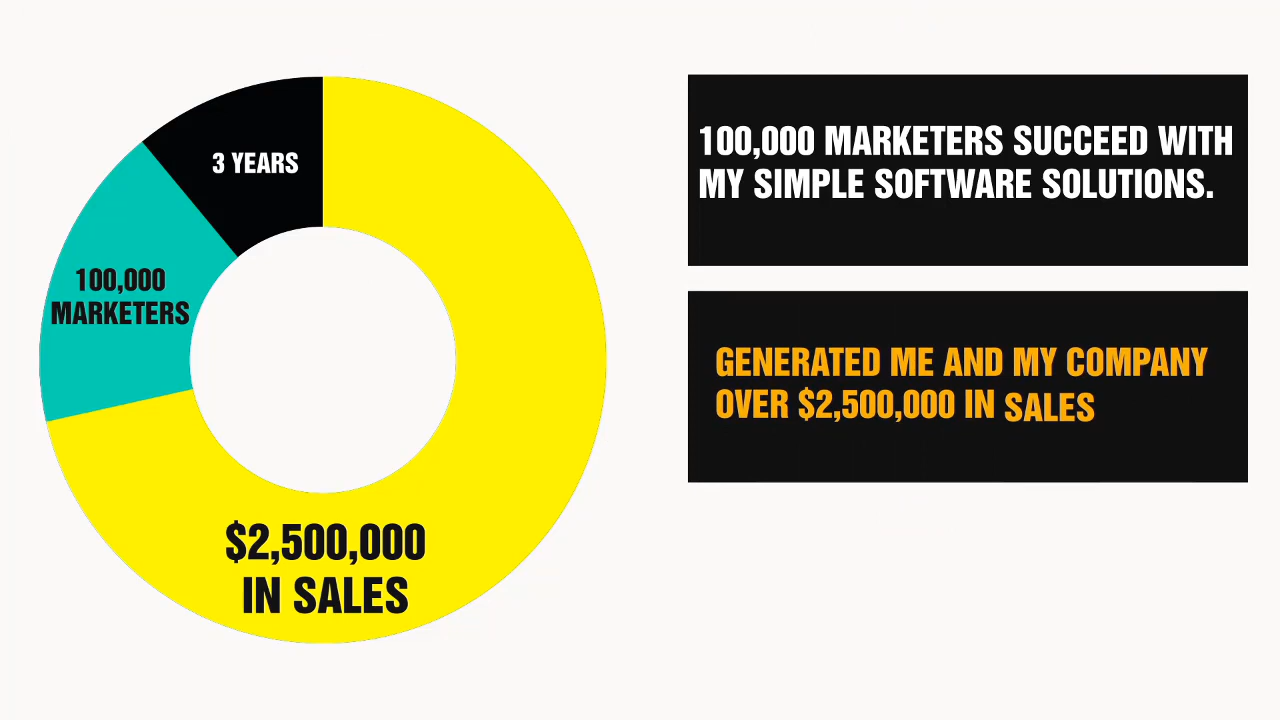 3 YEARS
100,000
MARKETERS
$2,500,000
IN SALES
100,000 MARKETERS SUCCEED WITH
MY SIMPLE SOFTWARE SOLUTIONS.
GENERATED ME AND MY COMPANY
OVER $2,500,000 IN SALES